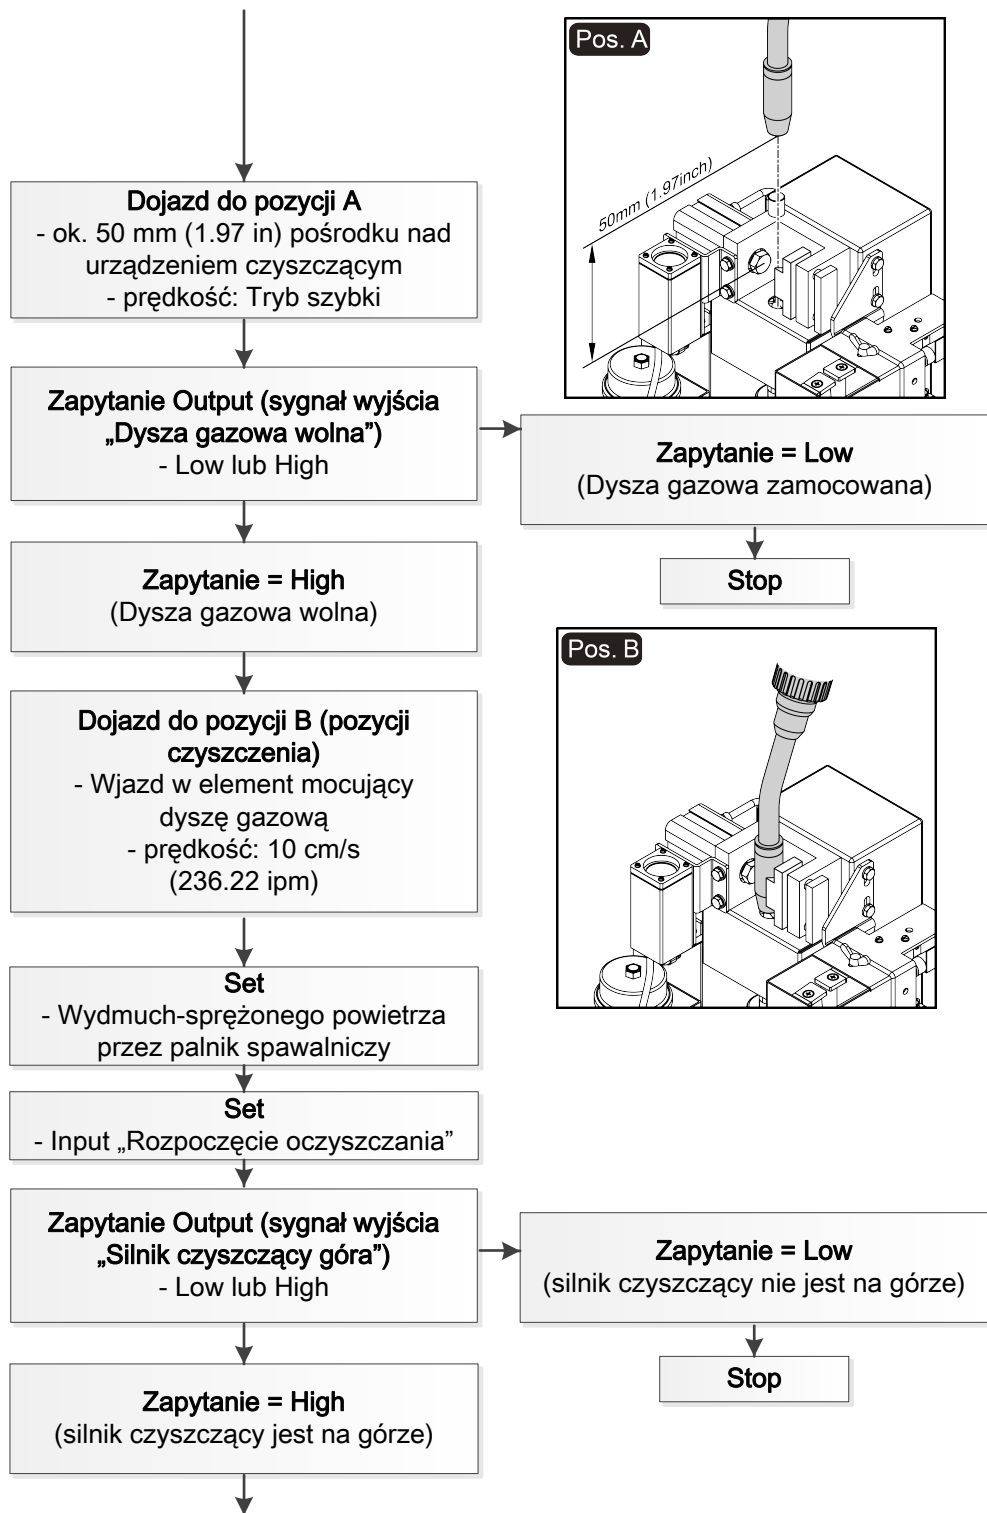 Pos. A
50mm (1.97inch)
Dojazd do pozycji A
- ok. 50 mm (1.97 in) pośrodku nad
urządzeniem czyszczącym
- prędkość: Tryb szybki
Zapytanie Output (sygnał wyjścia
„Dysza gazowa wolna”)
- Low lub High
Zapytanie = Low
(Dysza gazowa zamocowana)
Stop
Zapytanie = High
(Dysza gazowa wolna)
Pos. B
Dojazd do pozycji B (pozycji
czyszczenia)
- Wjazd w element mocujący
dyszę gazową
- prędkość: 10 cm/s
(236.22 ipm)
Set
- Wydmuch-sprężonego powietrza
przez palnik spawalniczy
Set
- Input „Rozpoczęcie oczyszczania”
Zapytanie Output (sygnał wyjścia
„Silnik czyszczący góra”)
- Low lub High
Zapytanie = Low
(silnik czyszczący nie jest na górze)
Stop
Zapytanie = High
(silnik czyszczący jest na górze)